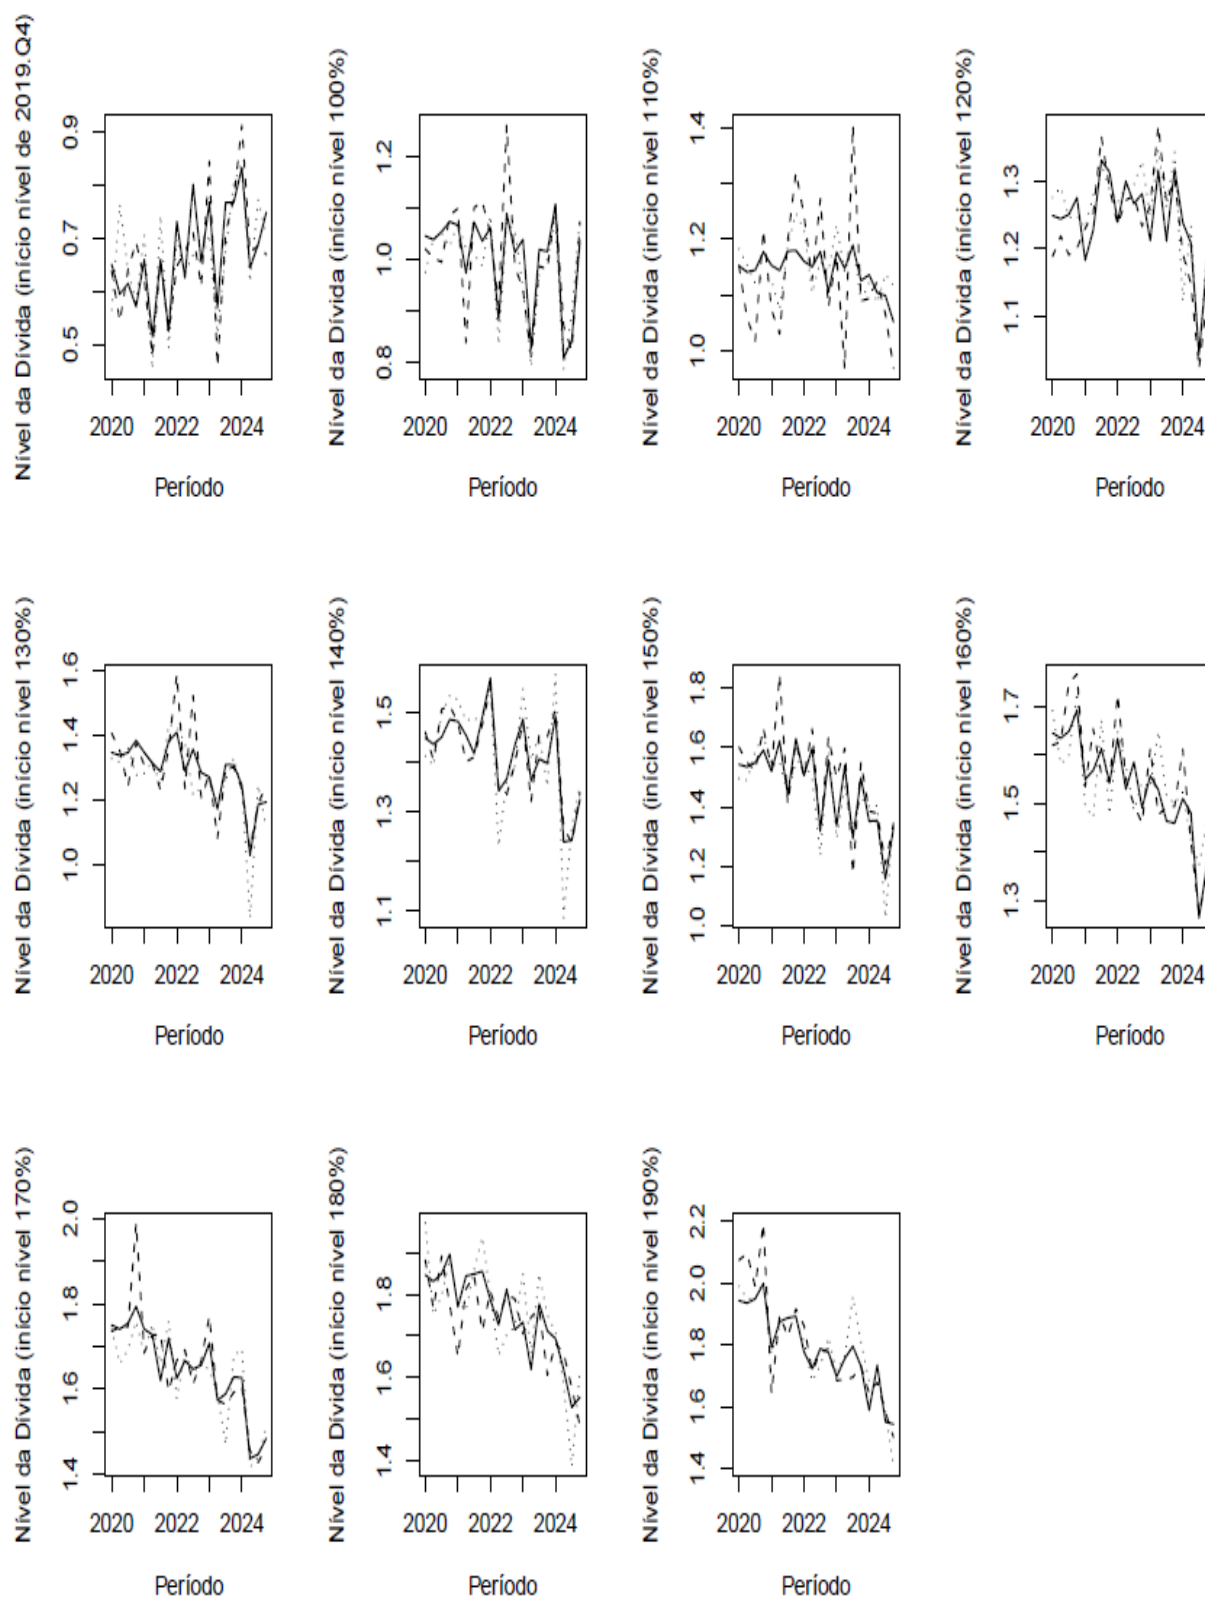 Nível da Dívida (início nível de 2019.Q4)
0.5 0.7 0.9
2020 2022 2024
Período
Nível da Dívida (início nível 100%)
0.8 1.0 1.2
2020 2022 2024
Período
Nível da Dívida (início nível 110%)
1.0 1.2 1.4
2020 2022 2024
Período
Nível da Dívida (início nível 120%)
1.1 1.2 1.3
2020 2022 2024
Período
Nível da Dívida (início nível 130%)
1.0 1.2 1.4 1.6
2020 2022 2024
Período
Nível da Dívida (início nível 140%)
1.1 1.3 1.5
2020 2022 2024
Período
Nível da Dívida (início nível 150%)
1.0 1.2 1.4 1.6 1.8
2020 2022 2024
Período
Nível da Dívida (início nível 160%)
1.3 1.5 1.7
2020 2022 2024
Período
Nível da Dívida (início nível 170%)
1.4 1.6 1.8 2.0
2020 2022 2024
Período
Nível da Dívida (início nível 180%)
1.4 1.6 1.8
2020 2022 2024
Período
Nível da Dívida (início nível 190%)
1.4 1.6 1.8 2.0 2.2
2020 2022 2024
Período